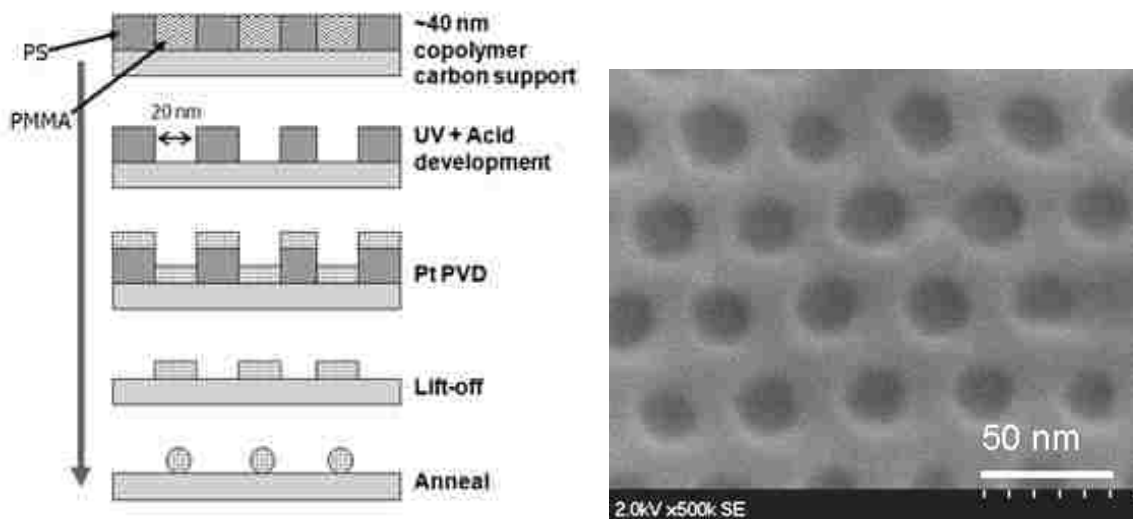 PS
PMMA
~40 nm
copolymer
carbon support
20 nm
UV + Acid
development
Pt PVD
Lift-off
Anneal
50 nm
2.0kV x500k SE